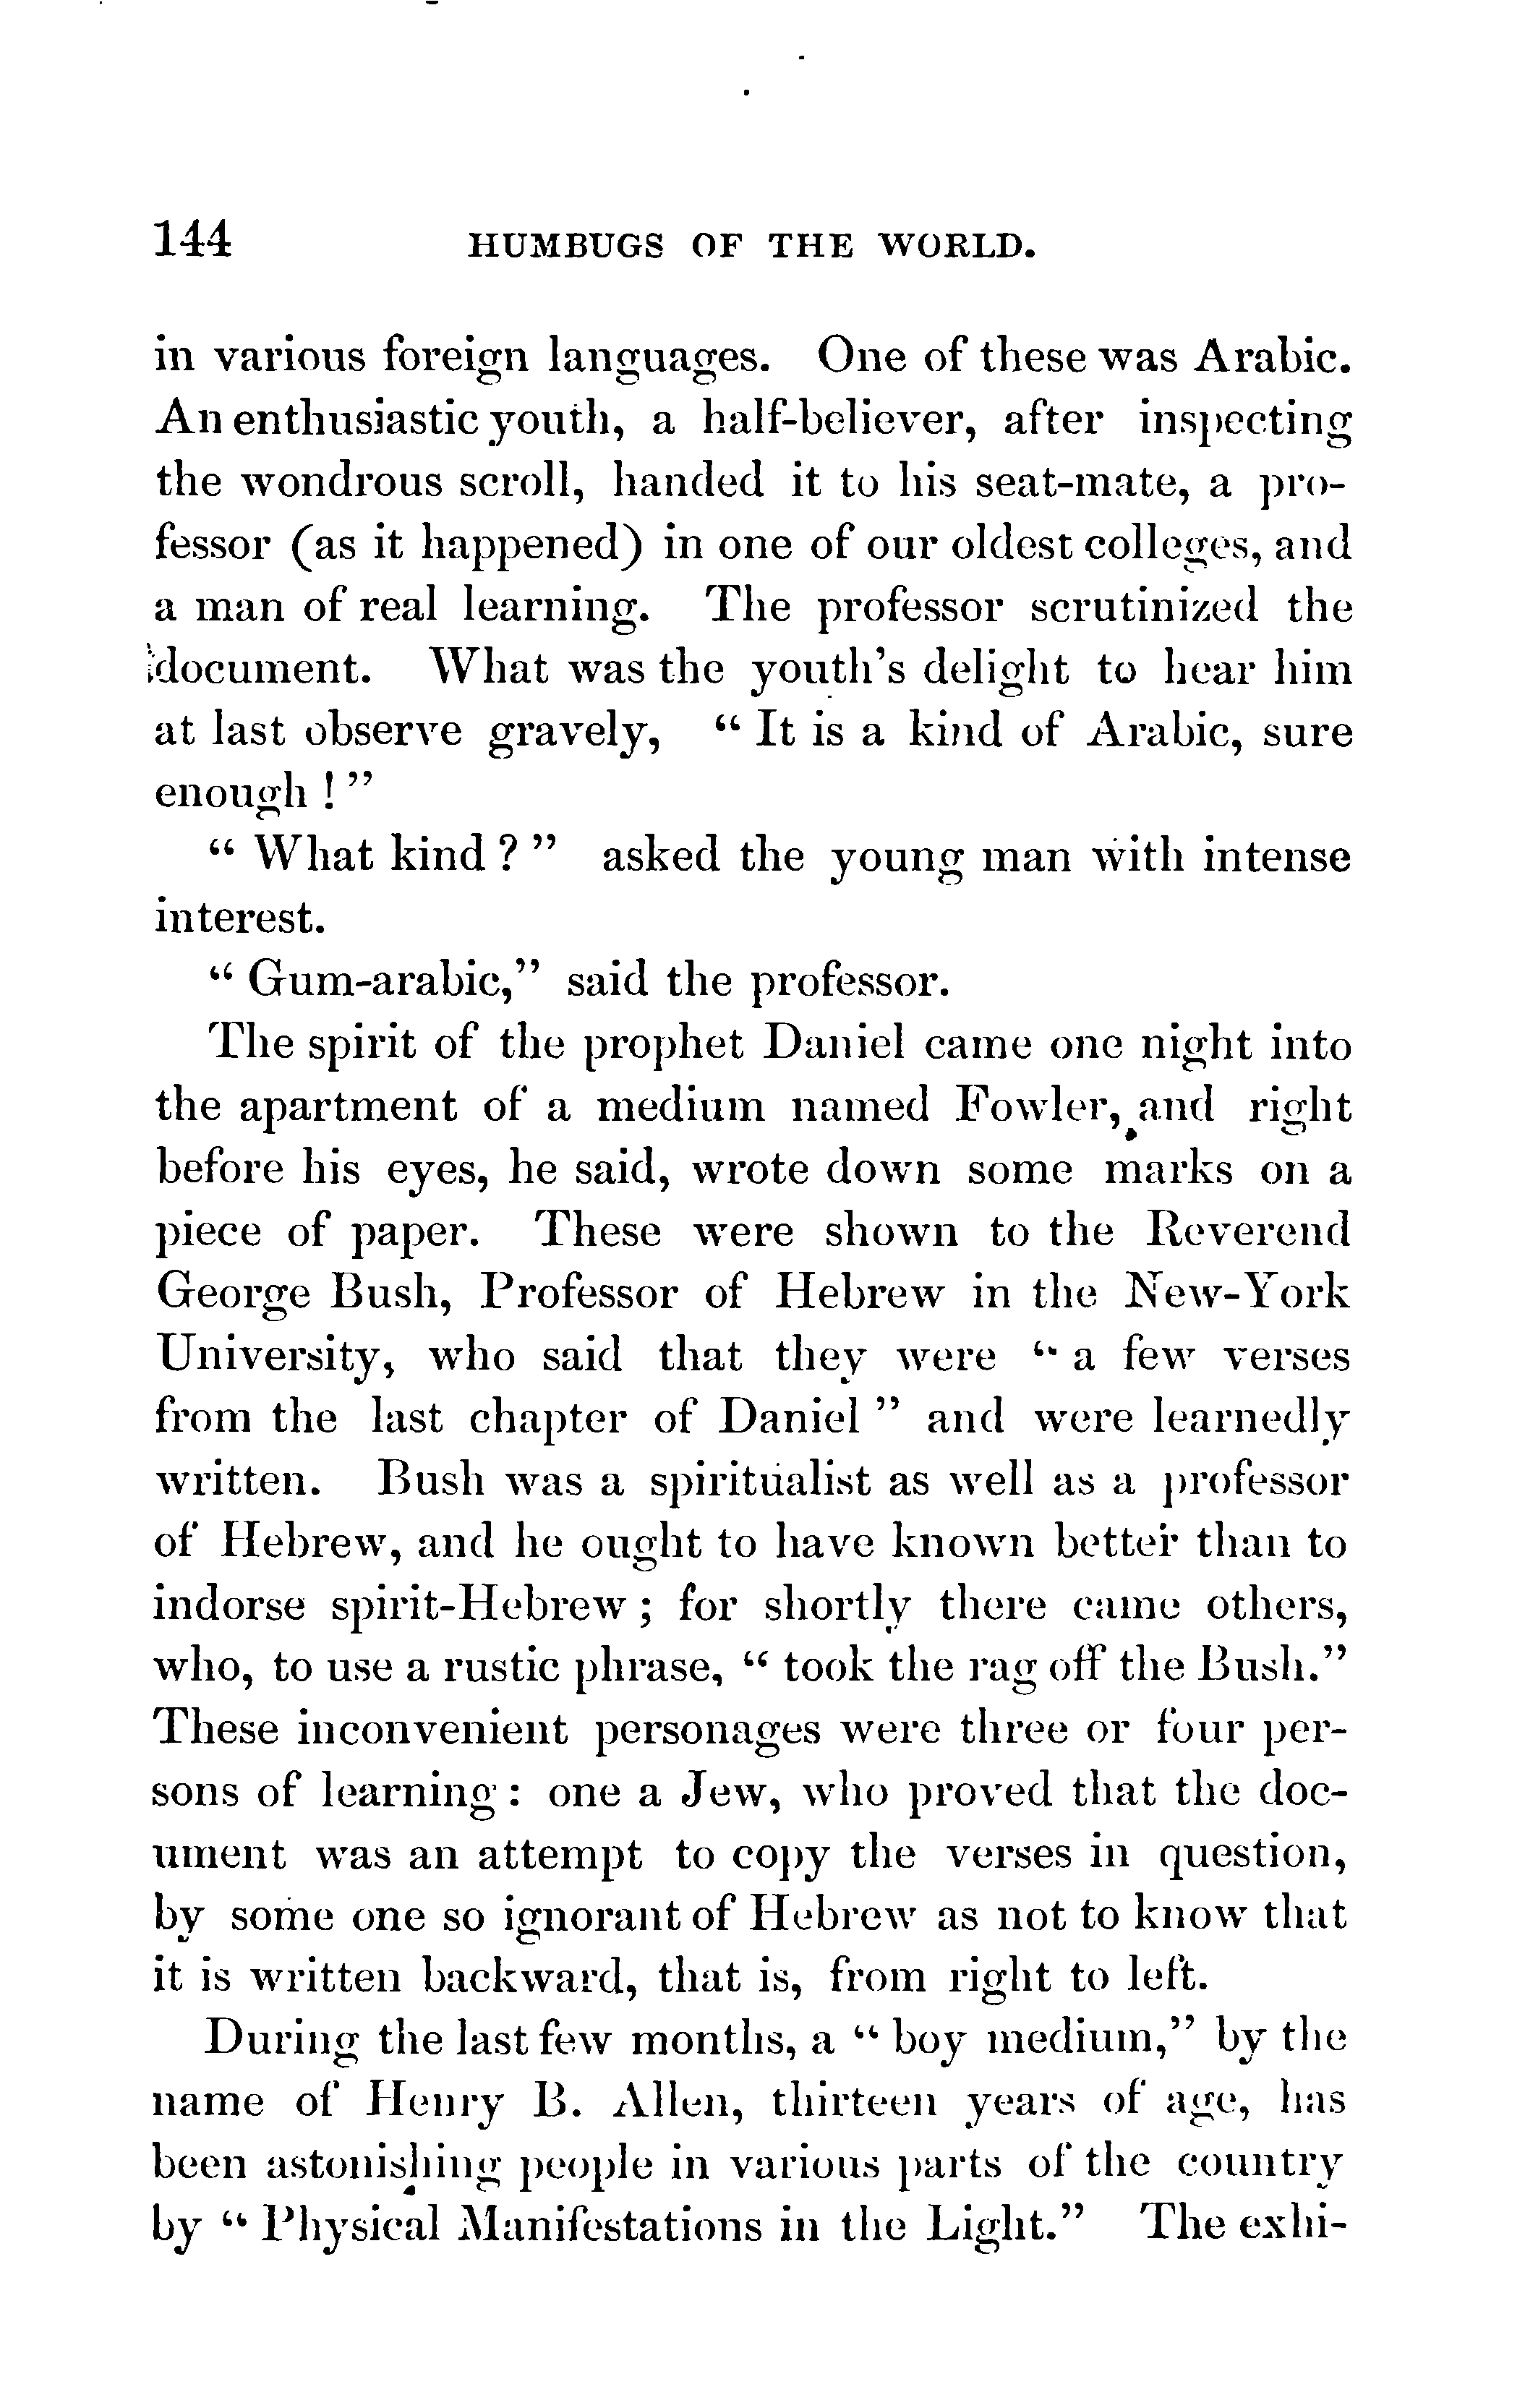 144 HUMBUGS OF THE WORLD.
in various foreign languages. One of these was Arabic.
An enthusiastic youth, a half-believer, after inspecting
the wondrous scroll, handed it to his seat-mate, a pro-
fessor (as it happened) in one of our oldest colleges, and
a man of real learning. The professor scrutinized the
document. What was the youth's delight to hear him
at last observe gravely, “ It is a kind of Arabic, sure
enough ! ”
“ What kind ? ” asked the young man with intense
interest.
“ Gum-arabic,” said the professor.
The spirit of the prophet Daniel came one night into
the apartment of a medium named Fowler, and right
before his eyes, he said, wrote down some marks on a
piece of paper. These were shown to the Reverend
George Bush, Professor of Hebrew in the New-York
University, who said that they were “ a few verses
from the last chapter of Daniel ” and were learnedly
written. Bush was a spiritualist as well as a professor
of Hebrew, and he ought to have known better than to
indorse spirit-Hebrew ; for shortly there came others,
who, to use a rustic phrase, “ took the rag off the Bush.”
These inconvenient personages were three or four per-
sons of learning : one a Jew, who proved that the doc-
ument was an attempt to copy the verses in question,
by some one so ignorant of Hebrew as not to know that
it is written backward, that is, from right to left.
During the last few months, a “ boy medium,” by the
name of Henry B. Allen, thirteen years of age, has
been astonishing people in various parts of the country
by “ Physical Manifestations in the Light.” The exhi-